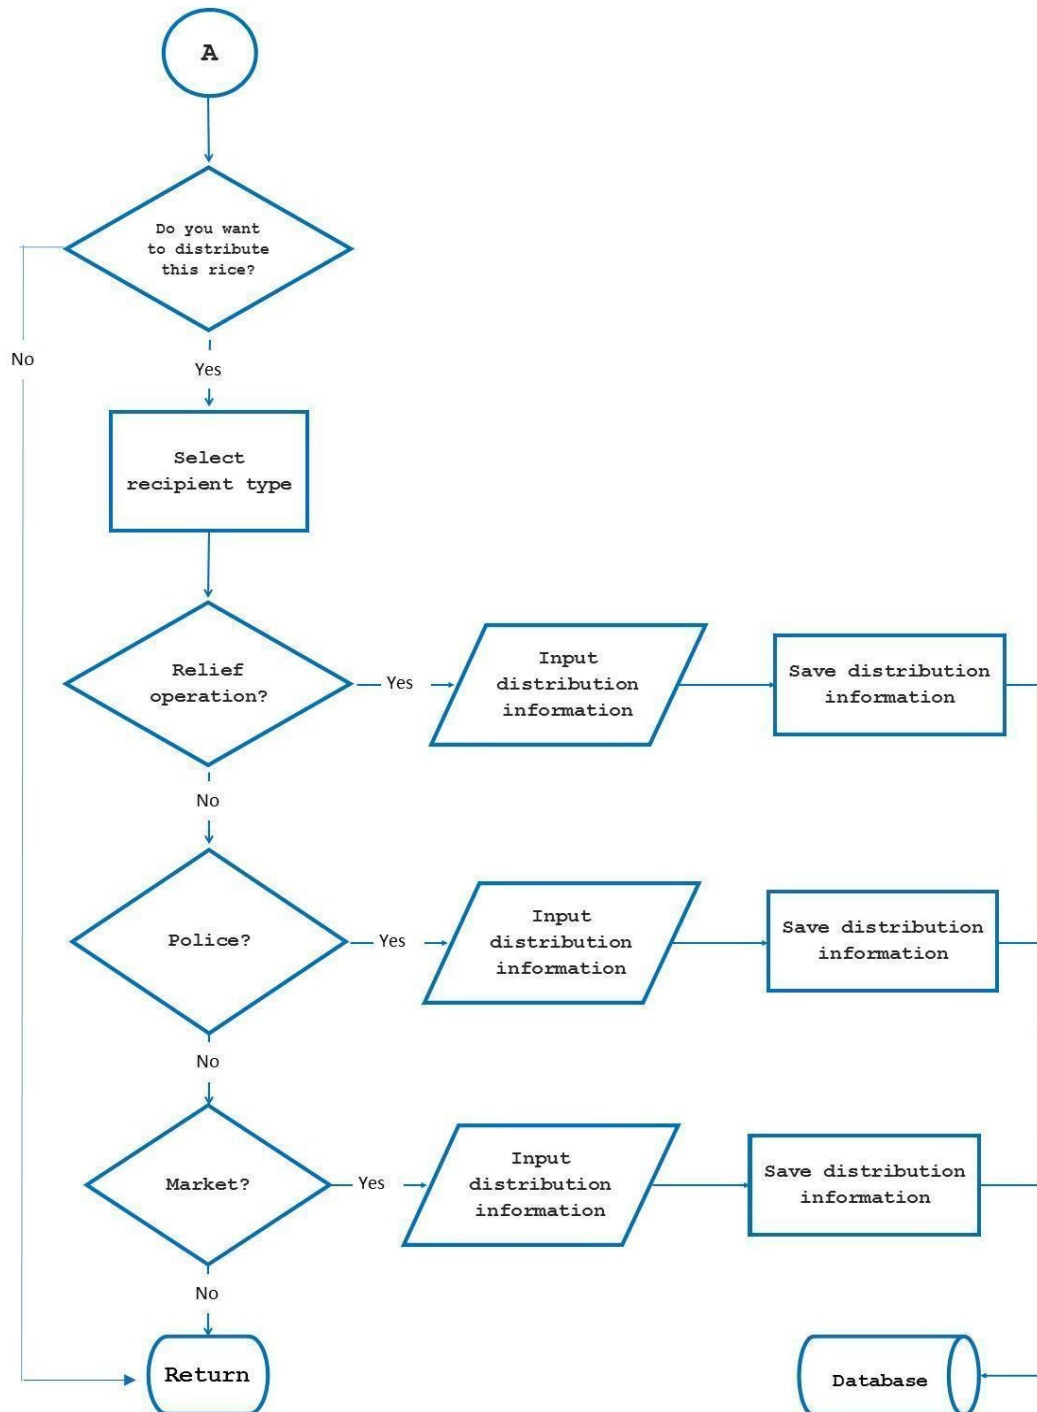 A
Do you want
to distribute
this rice?
No
Yes
Select
recipient type
Relief
operation?
Yes
Input
distribution
information
Save distribution
information
No
Police?
Yes
Input
distribution
information
Save distribution
information
No
Market?
Yes
Input
distribution
information
Save distribution
information
No
Return
Database